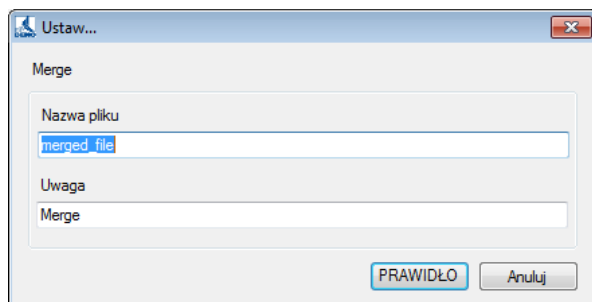 Ustaw...
Merge
Nazwa pliku
merged_file
Uwaga
Merge
PRAWIDŁO Anuluj